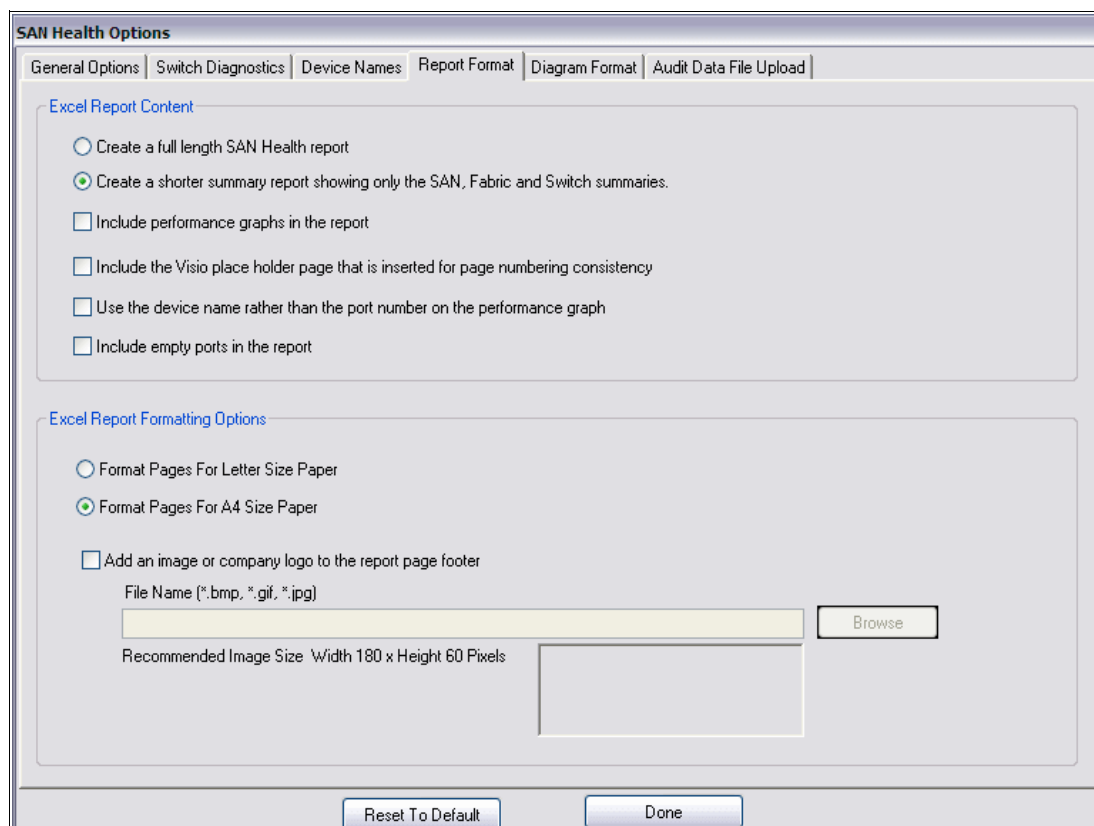 SAN Health Options
General Options Switch Diagnostics Device Names Report Format Diagram Format Audit Data File Upload
Excel Report Content
Create a full length SAN Health report
Create a shorter summary report showing only the SAN, Fabric and Switch summaries.
Include performance graphs in the report
Include the Visio place holder page that is inserted for page numbering consistency
Use the device name rather than the port number on the performance graph
Include empty ports in the report
Excel Report Formatting Options
Format Pages For Letter Size Paper
Format Pages For A4 Size Paper
Add an image or company logo to the report page footer
File Name (*.bmp, *.gif, *.jpg)
Browse
Recommended Image Size Width 180 x Height 60 Pixels
Reset To Default Done